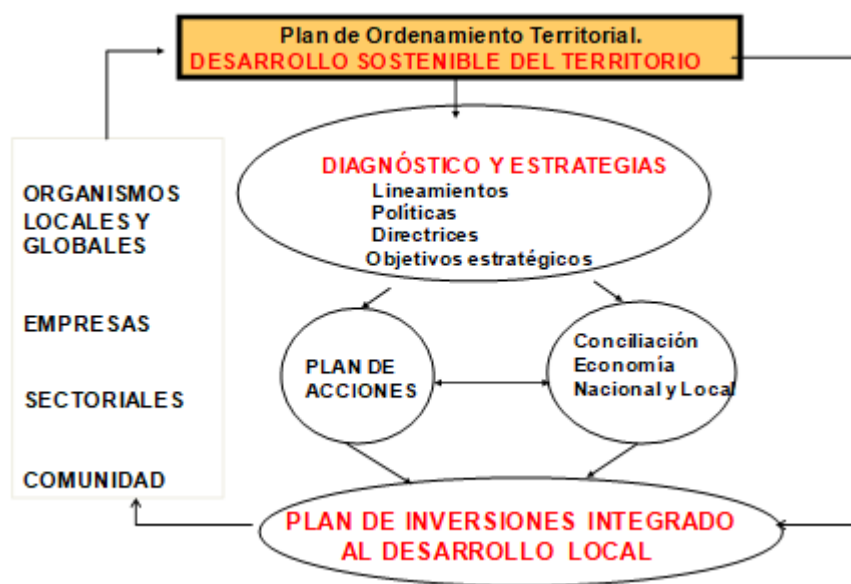 Plan de Ordenamiento Territorial.
DESARROLLO SOSTENIBLE DEL TERRITORIO
DIAGNÓSTICO Y ESTRATEGIAS
Lineamientos
Políticas
Directrices
Objetivos estratégicos
ORGANISMOS
LOCALES Y
GLOBALES
EMPRESAS
SECTORIALES
COMUNIDAD
PLAN DE
ACCIONES
Conciliación
Economía
Nacional y Local
PLAN DE INVERSIONES INTEGRADO
AL DESARROLLO LOCAL